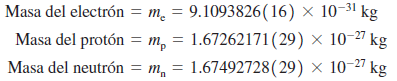 Masa del electrón = mₑ = 9.1093826(16) × 10⁻³¹ kg
Masa del protón = mₚ = 1.67262171(29) × 10⁻²⁷ kg
Masa del neutrón = mₙ = 1.67492728(29) × 10⁻²⁷ kg